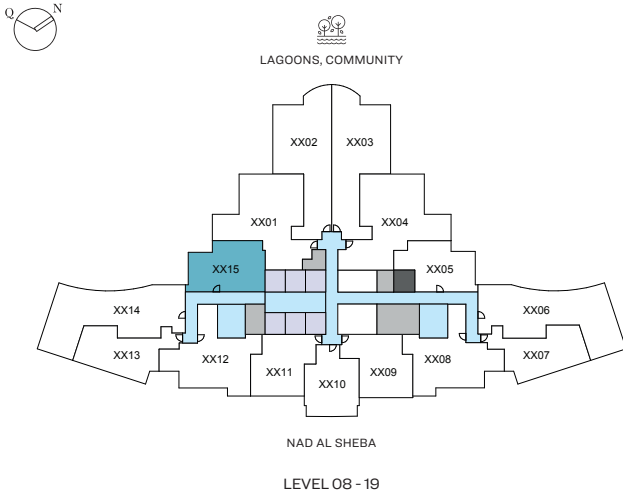 Q N
LAGOONS, COMMUNITY
XX02 XX03
XX01 XX04
XX15 XX05
XX14 XX06
XX13 XX12 XX08 XX07
XX11 XX10 XX09
NAD AL SHEBA
LEVEL 08 - 19